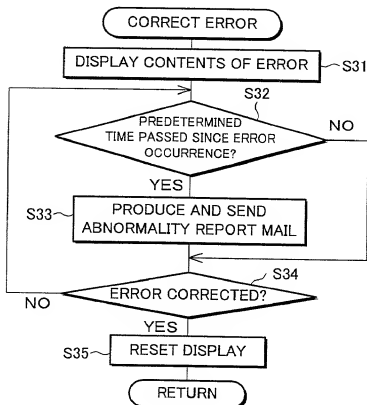 CORRECT ERROR
DISPLAY CONTENTS OF ERROR
S31
S32
PREDETERMINED
TIME PASSED SINCE ERROR
OCCURRENCE?
NO
YES
S33
PRODUCE AND SEND
ABNORMALITY REPORT MAIL
S34
ERROR CORRECTED?
NO
YES
S35
RESET DISPLAY
RETURN